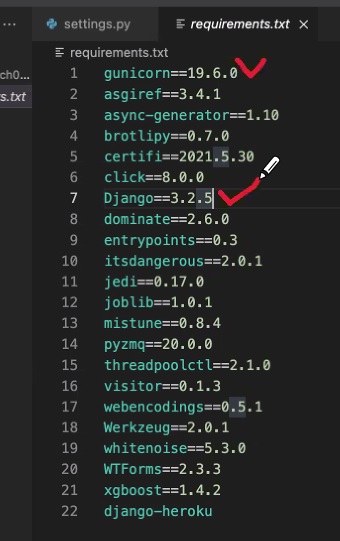 ... settings.py requirements.txt ×
requirements.txt
ch0...
s.txt
1 gunicorn==19.6.0
2 asgiref==3.4.1
3 async-generator==1.10
4 brotlipy==0.7.0
5 certifi==2021.5.30
6 click==8.0.0
7 Django==3.2.5
8 dominate==2.6.0
9 entrypoints==0.3
10 itsdangerous==2.0.1
11 jedi==0.17.0
12 joblib==1.0.1
13 mistune==0.8.4
14 pyzmq==20.0.0
15 threadpoolctl==2.1.0
16 visitor==0.1.3
17 webencodings==0.5.1
18 Werkzeug==2.0.1
19 whitenoise==5.3.0
20 WTForms==2.3.3
21 xgboost==1.4.2
22 django-heroku